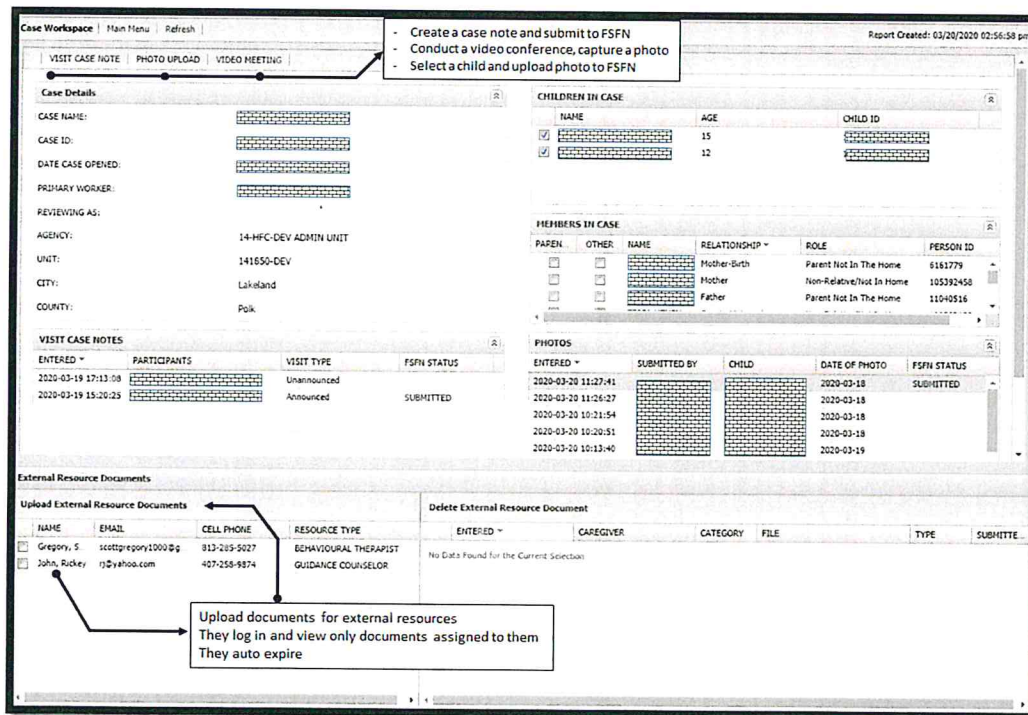 Case Workspace | Main Menu | Refresh |
Report Created: 03/20/2020 02:56:58 pm
- Create a case note and submit to FSFN
- Conduct a video conference, capture a photo
- Select a child and upload photo to FSFN
VISIT CASE NOTE | PHOTO UPLOAD | VIDEO MEETING
Case Details
CASE NAME:
CASE ID:
DATE CASE OPENED:
PRIMARY WORKER:
REVIEWING AS:
AGENCY: 14-HFC-DEV ADMIN UNIT
UNIT: 141650-DEV
CITY: Lakeland
COUNTY: Polk
CHILDREN IN CASE
NAME AGE CHILD ID
15
12
MEMBERS IN CASE
PAREN... OTHER NAME RELATIONSHIP ROLE PERSON ID
Mother-Birth Parent Not In The Home 6161779
Mother Non-Relative/Not In Home 105392458
Father Parent Not In The Home 11040516
VISIT CASE NOTES
ENTERED PARTICIPANTS VISIT TYPE FSFN STATUS
2020-03-19 17:13:08 Unannounced
2020-03-19 15:20:25 Announced SUBMITTED
PHOTOS
ENTERED SUBMITTED BY CHILD DATE OF PHOTO FSFN STATUS
2020-03-20 11:27:41 2020-03-18 SUBMITTED
2020-03-20 11:26:27 2020-03-18
2020-03-20 10:21:54 2020-03-18
2020-03-20 10:20:51 2020-03-18
2020-03-20 10:13:40 2020-03-19
External Resource Documents
Upload External Resource Documents
NAME EMAIL CELL PHONE RESOURCE TYPE
Gregory, S... scottgregory1000@g... 813-285-5027 BEHAVIOURAL THERAPIST
John, Rickey rj@yahoo.com 407-258-9874 GUIDANCE COUNSELOR
Delete External Resource Document
ENTERED CAREGIVER CATEGORY FILE TYPE SUBMITTE...
No Data Found for the Current Selection
Upload documents for external resources
They log in and view only documents assigned to them
They auto expire